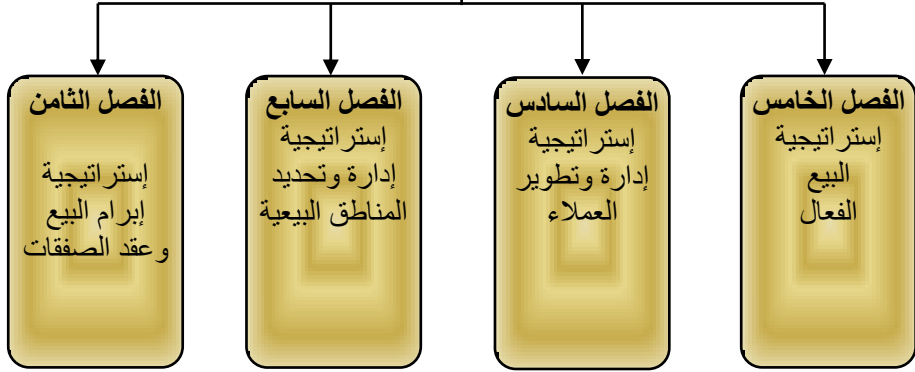 الفصل الخامس
إستراتيجية
البيع
الفعال
الفصل السادس
إستراتيجية
إدارة وتطوير
العملاء
الفصل السابع
إستراتيجية
إدارة وتحديد
المناطق البيعية
الفصل الثامن
إستراتيجية
إبرام البيع
وعقد الصفقات